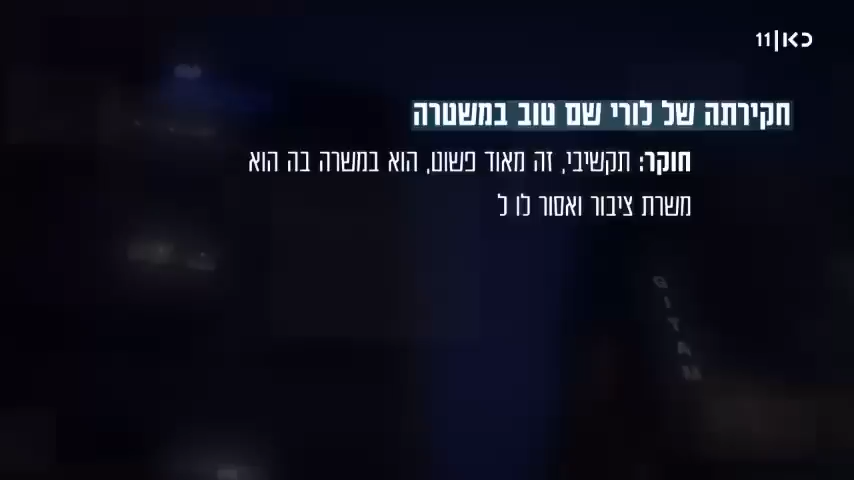 כאן|11
חקירתה של לורי שם טוב במשטרה
חוקר: תקשיבי, זה מאוד פשוט, הוא במשרה בה הוא
משרת ציבור ואסור לו ל
GITAM